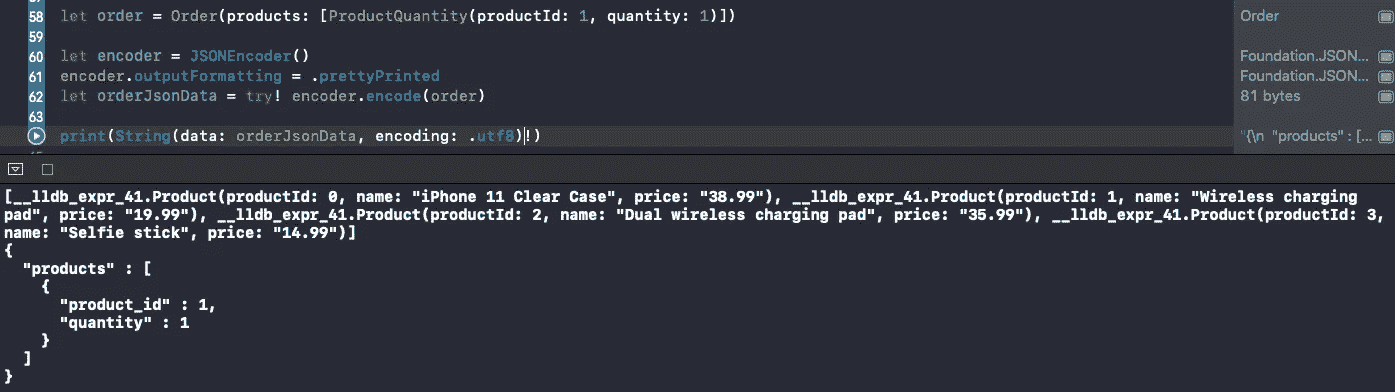 58 let order = Order(products: [ProductQuantity(productId: 1, quantity: 1)])
Order
59
60 let encoder = JSONEncoder()
Foundation.JSON...
61 encoder.outputFormatting = .prettyPrinted
Foundation.JSON...
62 let orderJsonData = try! encoder.encode(order)
81 bytes
63
print(String(data: orderJsonData, encoding: .utf8)!)
"{\n "products" : [...
[__lldb_expr_41.Product(productId: 0, name: "iPhone 11 Clear Case", price: "38.99"), __lldb_expr_41.Product(productId: 1, name: "Wireless charging
pad", price: "19.99"), __lldb_expr_41.Product(productId: 2, name: "Dual wireless charging pad", price: "35.99"), __lldb_expr_41.Product(productId: 3,
name: "Selfie stick", price: "14.99")]
{
"products" : [
{
"product_id" : 1,
"quantity" : 1
}
]
}